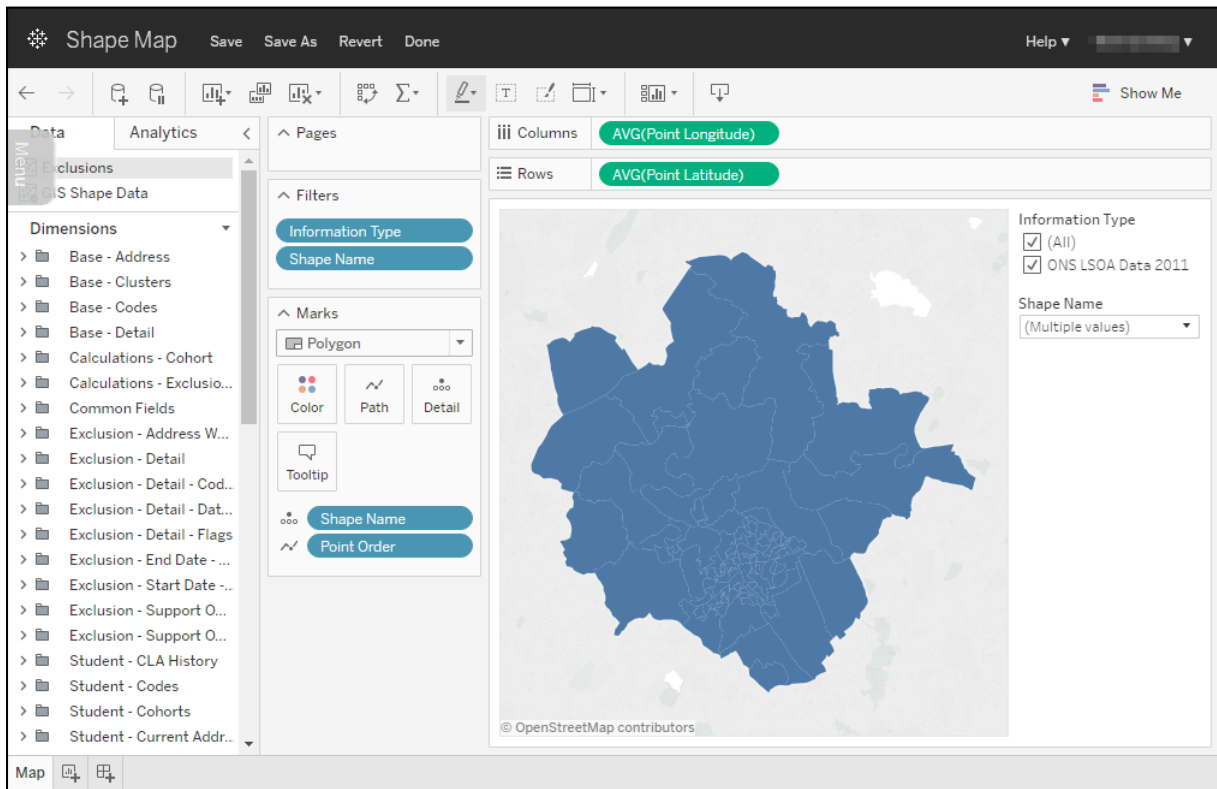 Shape Map Save Save As Revert Done Help
Show Me
Data Analytics
Menu
Exclusions
GIS Shape Data
Dimensions
Base - Address
Base - Clusters
Base - Codes
Base - Detail
Calculations - Cohort
Calculations - Exclusio...
Common Fields
Exclusion - Address W...
Exclusion - Detail
Exclusion - Detail - Cod...
Exclusion - Detail - Dat...
Exclusion - Detail - Flags
Exclusion - End Date - ...
Exclusion - Start Date -...
Exclusion - Support O...
Exclusion - Support O...
Student - CLA History
Student - Codes
Student - Cohorts
Student - Current Addr...
Pages
Filters
Information Type
Shape Name
Marks
Polygon
Color Path Detail
Tooltip
Shape Name
Point Order
Columns AVG(Point Longitude)
Rows AVG(Point Latitude)
© OpenStreetMap contributors
Information Type
(All)
ONS LSOA Data 2011
Shape Name
(Multiple values)
Map